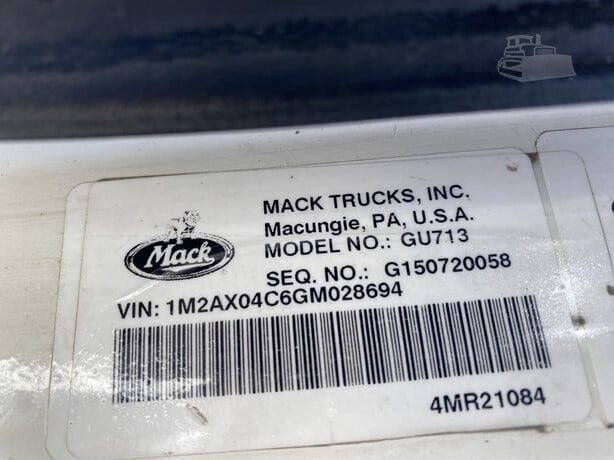 Mack
MACK TRUCKS, INC.
Macungie, PA, U.S.A.
MODEL NO.: GU713
SEQ. NO.: G150720058
VIN: 1M2AX04C6GM028694
4MR21084